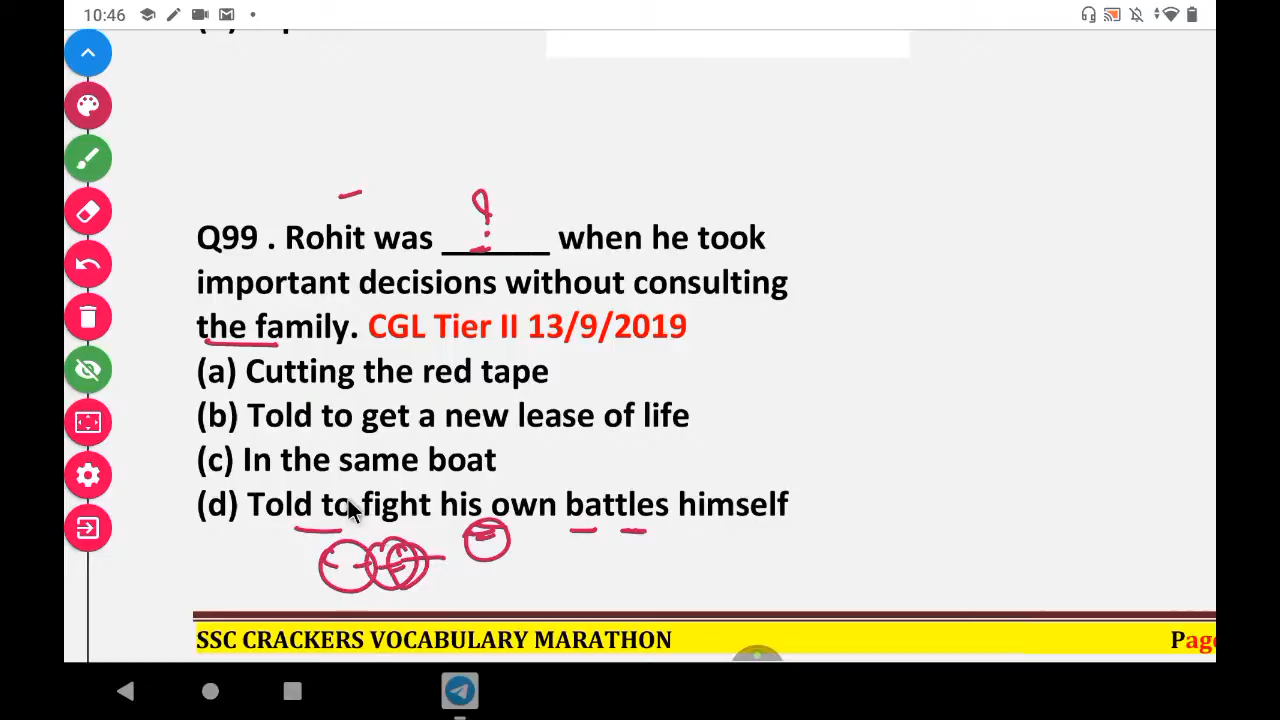 10:46
Q99 . Rohit was ______ when he took
important decisions without consulting
the family. CGL Tier II 13/9/2019
(a) Cutting the red tape
(b) Told to get a new lease of life
(c) In the same boat
(d) Told to fight his own battles himself
SSC CRACKERS VOCABULARY MARATHON
Page